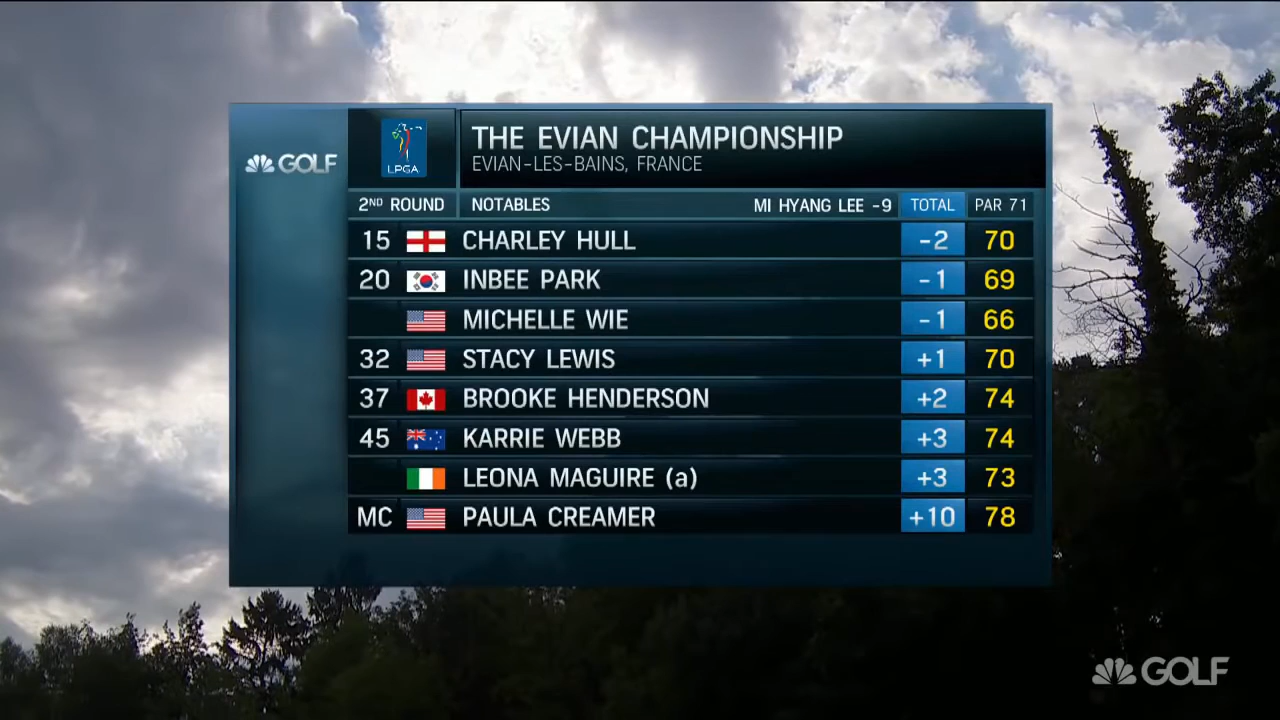 GOLF
LPGA
THE EVIAN CHAMPIONSHIP
EVIAN-LES-BAINS, FRANCE
2ND ROUND NOTABLES MI HYANG LEE -9 TOTAL PAR 71
15 CHARLEY HULL -2 70
20 INBEE PARK -1 69
MICHELLE WIE -1 66
32 STACY LEWIS +1 70
37 BROOKE HENDERSON +2 74
45 KARRIE WEBB +3 74
LEONA MAGUIRE (a) +3 73
MC PAULA CREAMER +10 78
GOLF